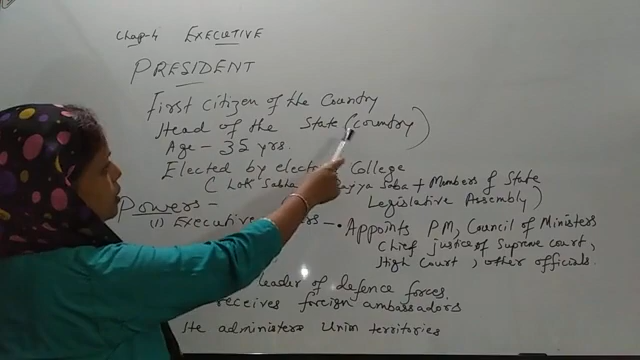 Chap-4 EXECUTIVE
PRESIDENT
First citizen of the Country
Head of the State (country)
Age - 35 yrs.
Elected by College
( Lok Sabha Saba + Members of State
Legislative Assembly)
Powers -
(1) EXECUTIVE - • Appoints PM, Council of Ministers
Chief justice of Supreme court,
High Court, other officials.
leader of defence forces.
receives foreign ambassadors
He administers Union territories